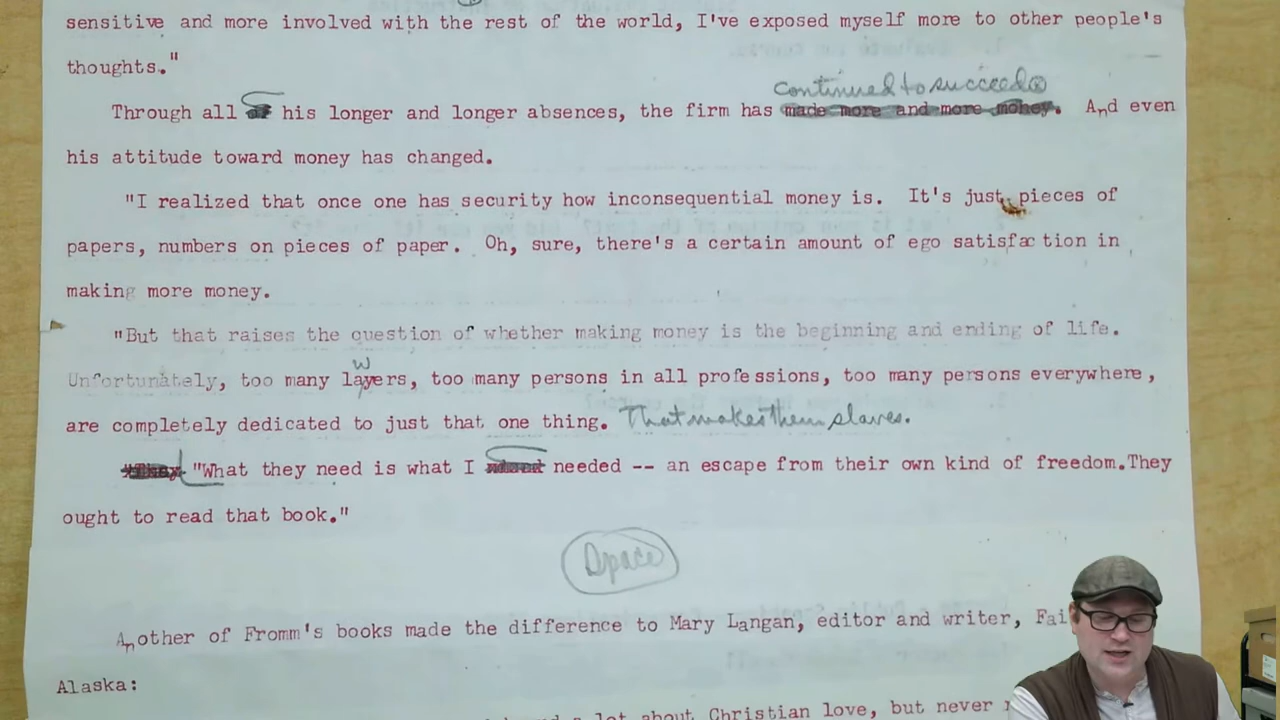 sensitive and more involved with the rest of the world, I've exposed myself more to other people's
thoughts."
continued to succeed
Through all his longer and longer absences, the firm has made more and more money. And even
his attitude toward money has changed.
"I realized that once one has security how inconsequential money is. It's just pieces of
papers, numbers on pieces of paper. Oh, sure, there's a certain amount of ego satisfaction in
making more money.
"But that raises the question of whether making money is the beginning and ending of life.
w
Unfortunately, too many layers, too many persons in all professions, too many persons everywhere,
are completely dedicated to just that one thing. That makes them slaves.
"They "What they need is what I needed -- an escape from their own kind of freedom.They
ought to read that book."
Space
Another of Fromm's books made the difference to Mary Langan, editor and writer, Fai
Alaska:
a lot about Christian love, but never